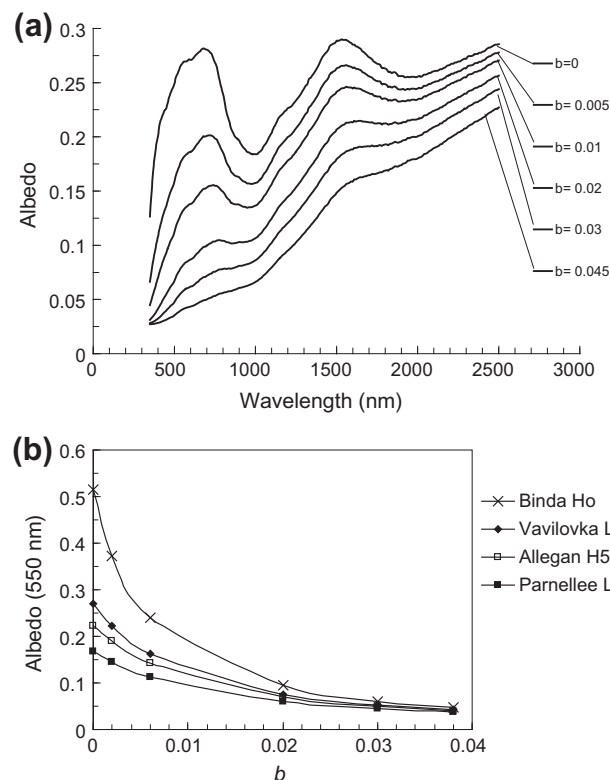 (a)
0.3
0.25
0.2
0.15
0.1
0.05
0
Albedo
0 500 1000 1500 2000 2500 3000
Wavelength (nm)
b=0
b= 0.005
b= 0.01
b= 0.02
b= 0.03
b= 0.045
(b)
0.6
0.5
0.4
0.3
0.2
0.1
0
Albedo (550 nm)
0 0.01 0.02 0.03 0.04
b
Binda Ho
Vavilovka L
Allegan H5
Parnellee L